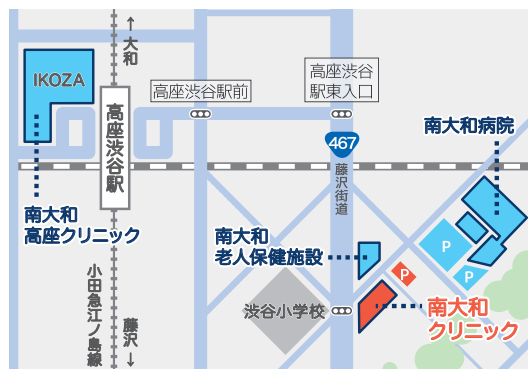 ↑大和
IKOZA
高座渋谷駅前
高座渋谷
駅東入口
467
南大和病院
高座渋谷駅
藤沢街道
南大和
高座クリニック
南大和
老人保健施設
P
P
P
渋谷小学校
南大和
クリニック
小田急江ノ島線
藤沢↓